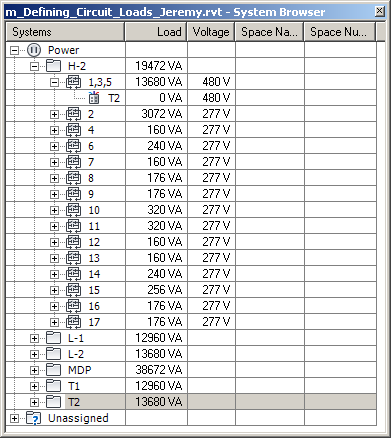 m_Defining_Circuit_Loads_Jeremy.rvt - System Browser
Systems Load Voltage Space Na... Space Nu...
Power
H-2 19472 VA
1,3,5 13680 VA 480 V
T2 0 VA 480 V
2 3072 VA 277 V
4 160 VA 277 V
6 240 VA 277 V
7 160 VA 277 V
8 176 VA 277 V
9 176 VA 277 V
10 320 VA 277 V
11 320 VA 277 V
12 160 VA 277 V
13 160 VA 277 V
14 240 VA 277 V
15 256 VA 277 V
16 176 VA 277 V
17 176 VA 277 V
L-1 12960 VA
L-2 13680 VA
MDP 38672 VA
T1 12960 VA
T2 13680 VA
Unassigned